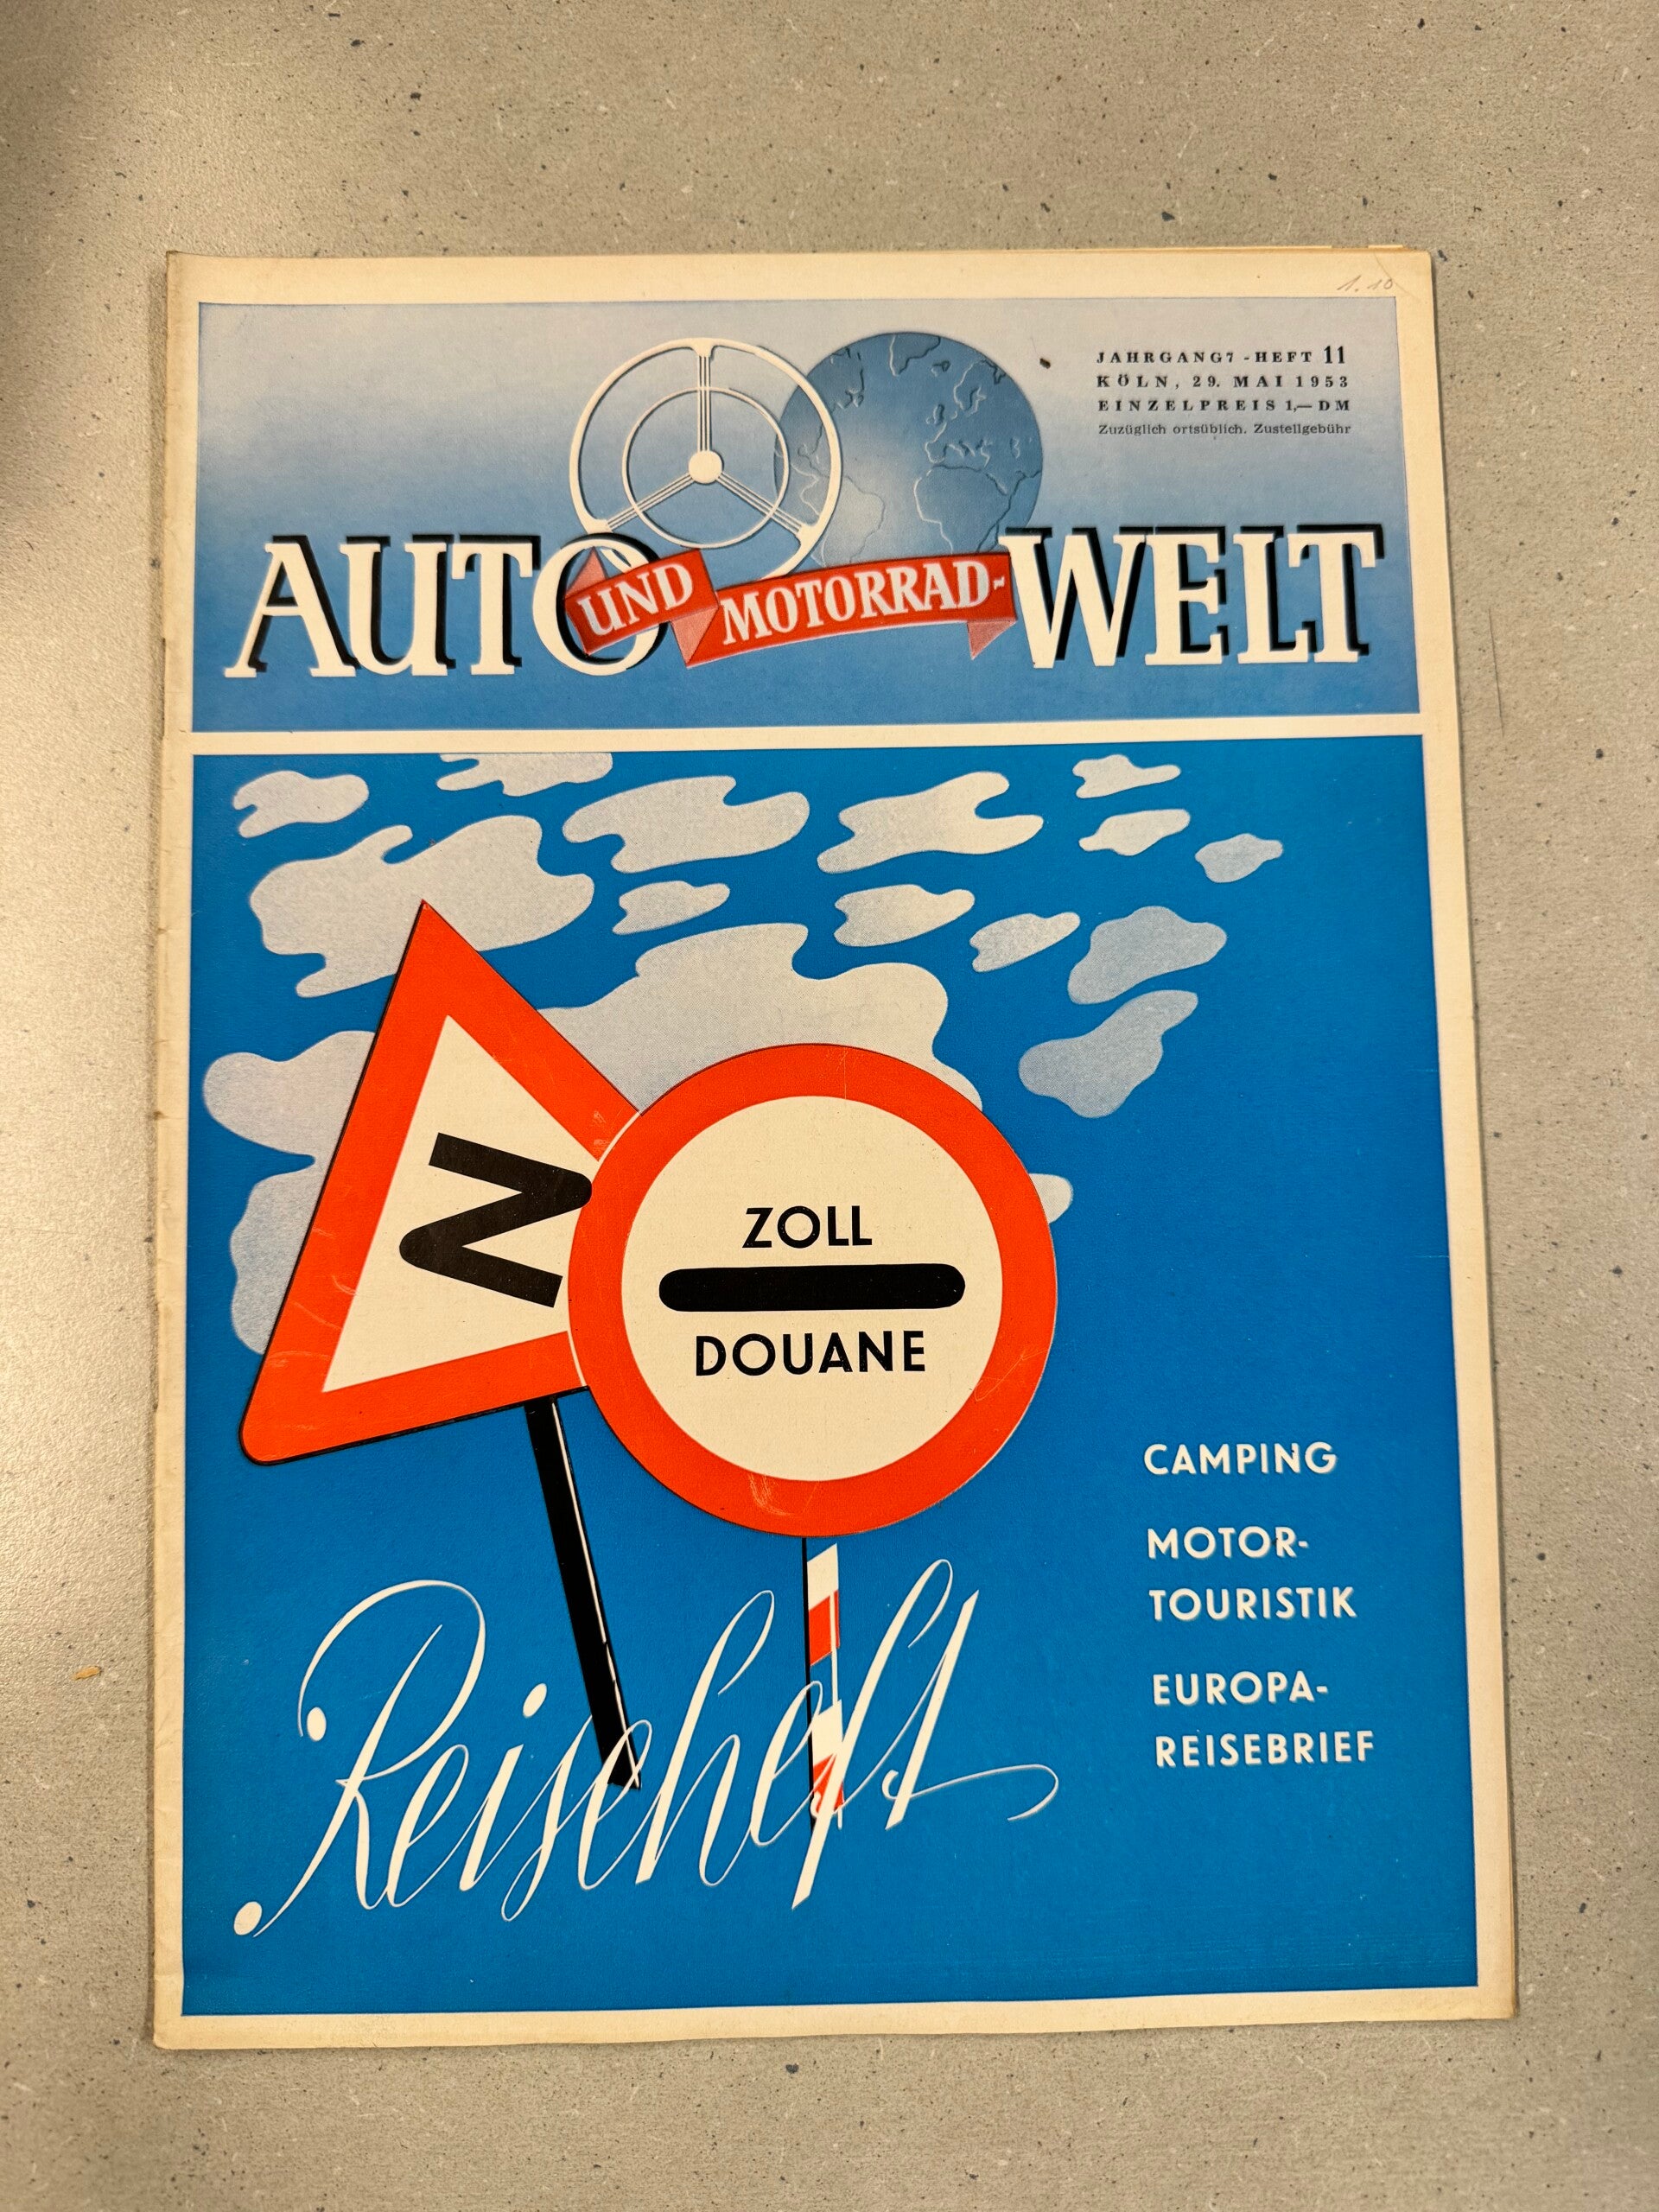 1.10
JAHRGANG 7 - HEFT 11
KÖLN, 29. MAI 1953
EINZELPREIS 1,— DM
Zuzüglich ortsüblich. Zustellgebühr
AUTO UND MOTORRAD-WELT
ZOLL
DOUANE
CAMPING
MOTOR-
TOURISTIK
EUROPA-
REISEBRIEF
Reiseheft